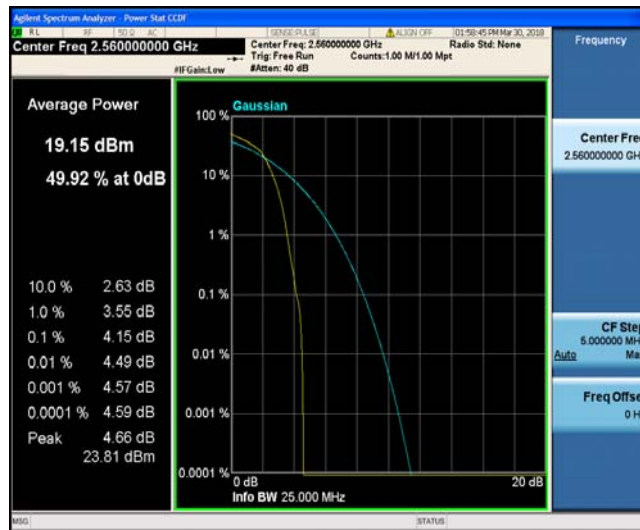 Agilent Spectrum Analyzer - Power Stat CCDF
RL RF 50 Ω AC SENSE:PULSE ALIGN OFF 01:58:45 PM Mar 30, 2018
Center Freq 2.560000000 GHz
Center Freq: 2.560000000 GHz Radio Std: None
Trig: Free Run Counts:1.00 M/1.00 Mpt
#IFGain:Low #Atten: 40 dB
Frequency
Average Power
19.15 dBm
49.92 % at 0dB
10.0 % 2.63 dB
1.0 % 3.55 dB
0.1 % 4.15 dB
0.01 % 4.49 dB
0.001 % 4.57 dB
0.0001 % 4.59 dB
Peak 4.66 dB
23.81 dBm
Gaussian
100 %
10 %
1 %
0.1 %
0.01 %
0.001 %
0.0001 %
0 dB 20 dB
Info BW 25.000 MHz
Center Fre
2.560000000 GH
CF Step
5.000000 MH
Auto Ma
Freq Offse
0 H
MSG STATUS